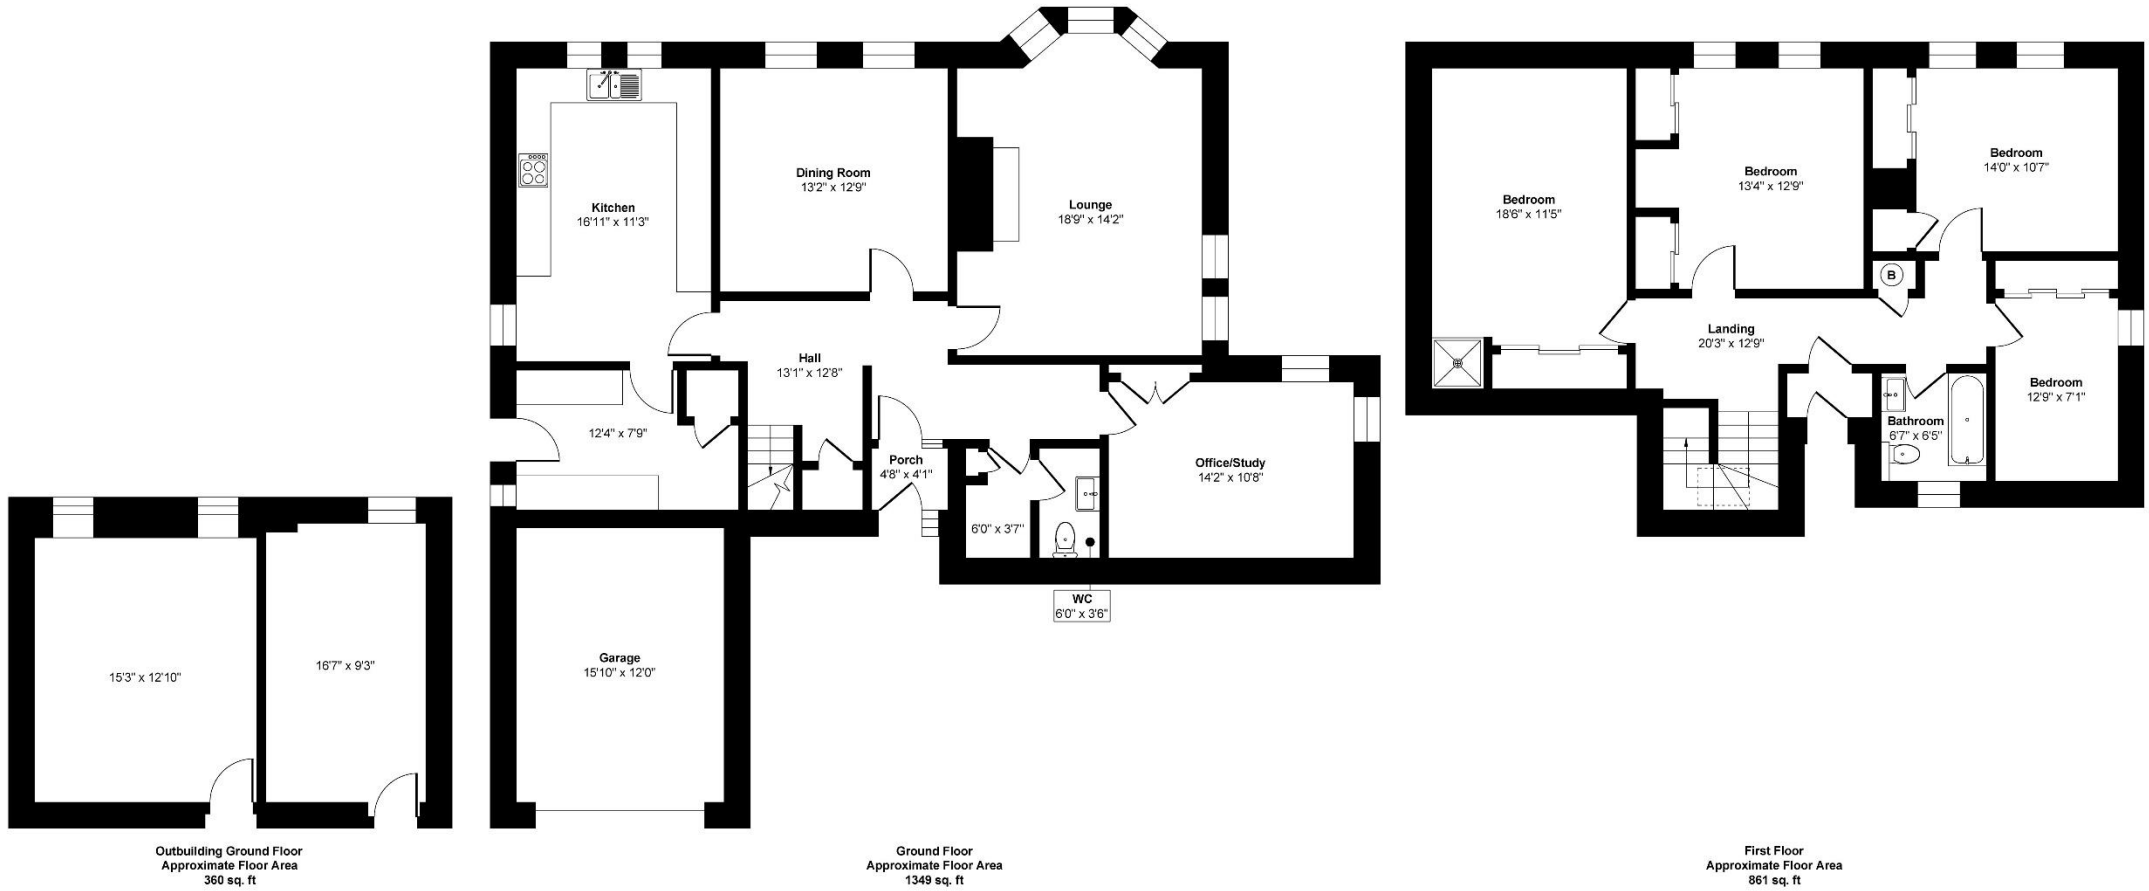 15'3" x 12'10"
16'7" x 9'3"
Outbuilding Ground Floor
Approximate Floor Area
360 sq. ft
Kitchen
16'11" x 11'3"
Dining Room
13'2" x 12'9"
Lounge
18'9" x 14'2"
Hall
13'1" x 12'8"
12'4" x 7'9"
Porch
4'8" x 4'1"
6'0" x 3'7"
Office/Study
14'2" x 10'8"
WC
6'0" x 3'6"
Garage
15'10" x 12'0"
Ground Floor
Approximate Floor Area
1349 sq. ft
Bedroom
18'6" x 11'5"
Bedroom
13'4" x 12'9"
Bedroom
14'0" x 10'7"
B
Landing
20'3" x 12'9"
Bedroom
12'9" x 7'1"
Bathroom
6'7" x 6'5"
First Floor
Approximate Floor Area
861 sq. ft